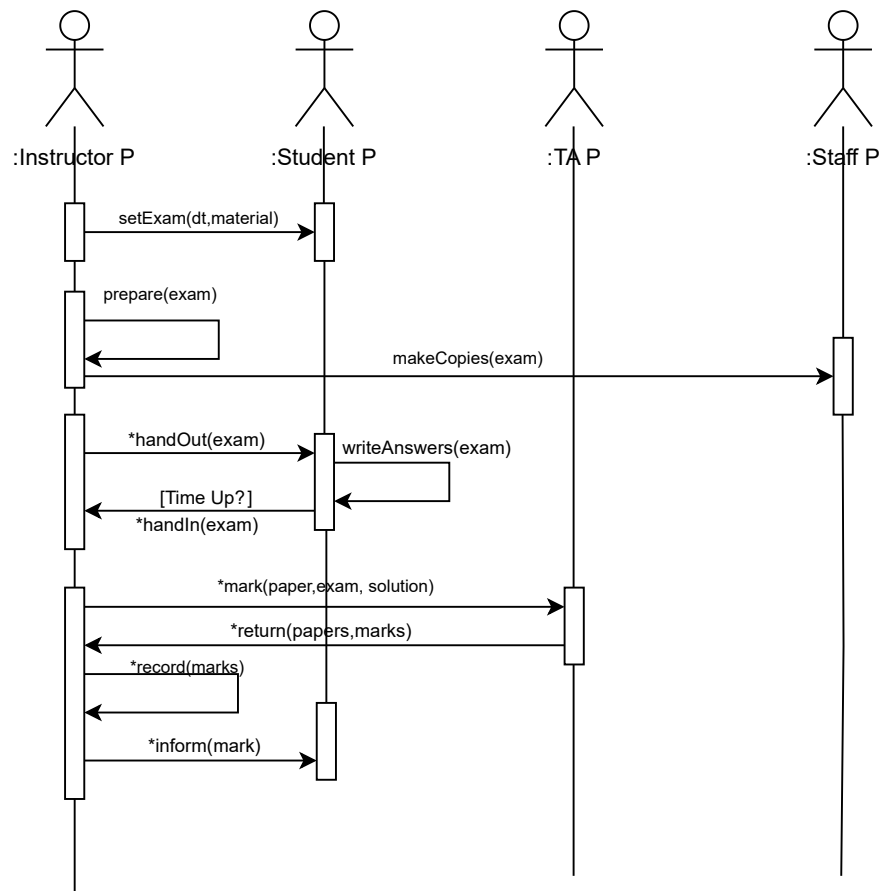 :Instructor P
:Student P
:TA P
:Staff P
setExam(dt,material)
prepare(exam)
makeCopies(exam)
*handOut(exam)
writeAnswers(exam)
[Time Up?]
*handIn(exam)
*mark(paper,exam, solution)
*return(papers,marks)
*record(marks)
*inform(mark)